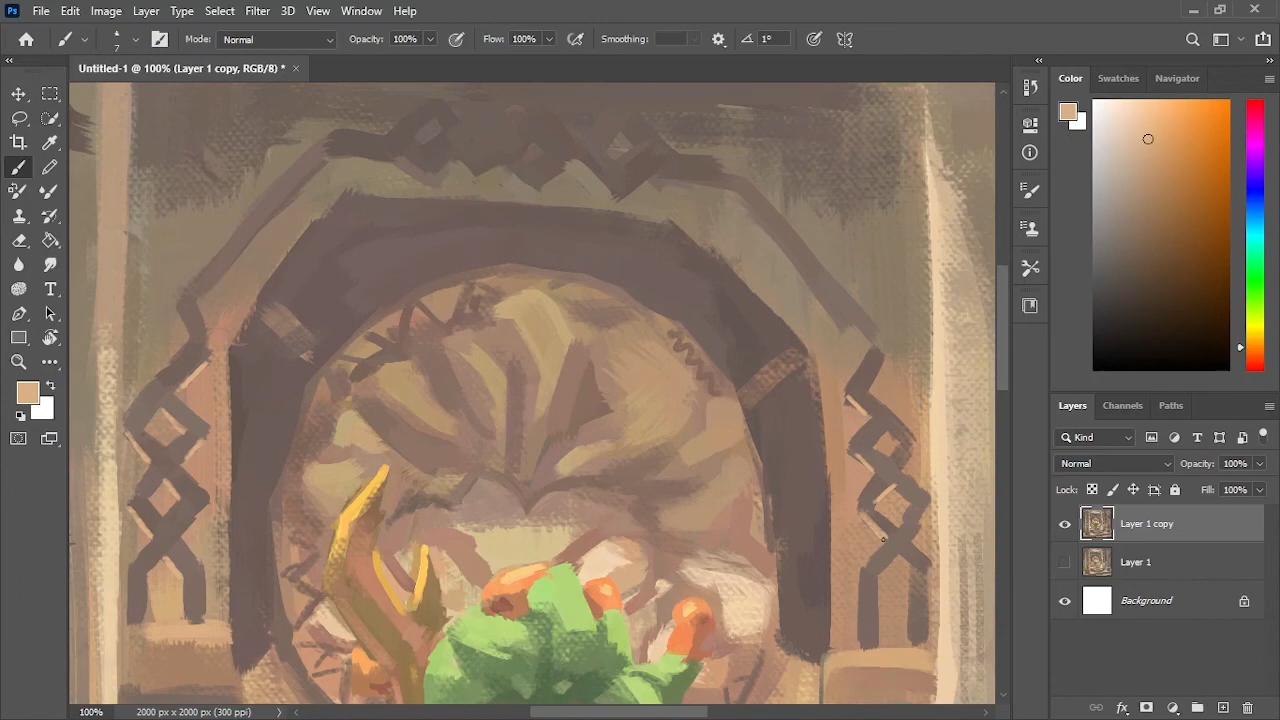 Ps File Edit Image Layer Type Select Filter 3D View Window Help
7 Mode: Normal Opacity: 100% Flow: 100% Smoothing: 1°
Untitled-1 @ 100% (Layer 1 copy, RGB/8) *
Color Swatches Navigator
Layers Channels Paths
Kind
Normal Opacity: 100%
Lock: Fill: 100%
Layer 1 copy
Layer 1
Background
100% 2000 px x 2000 px (300 ppi)